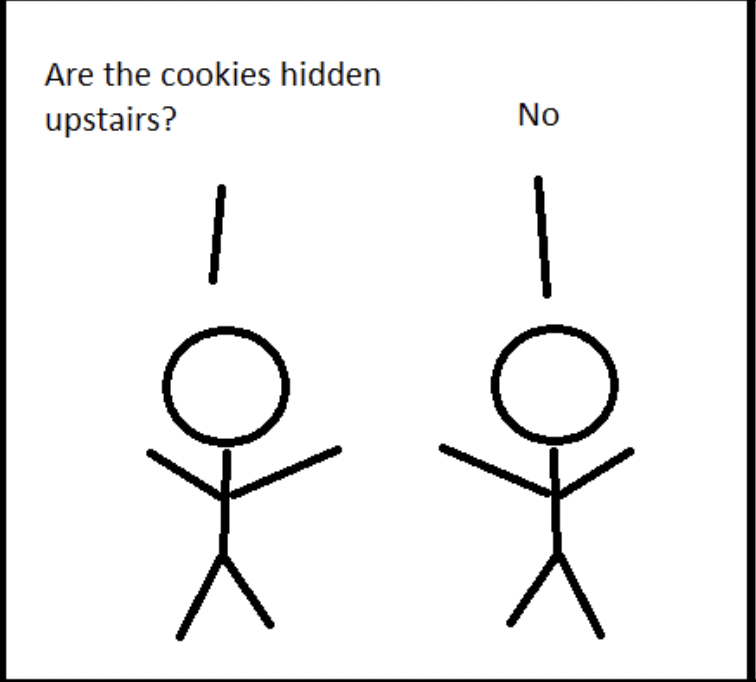 Are the cookies hidden
upstairs?
No